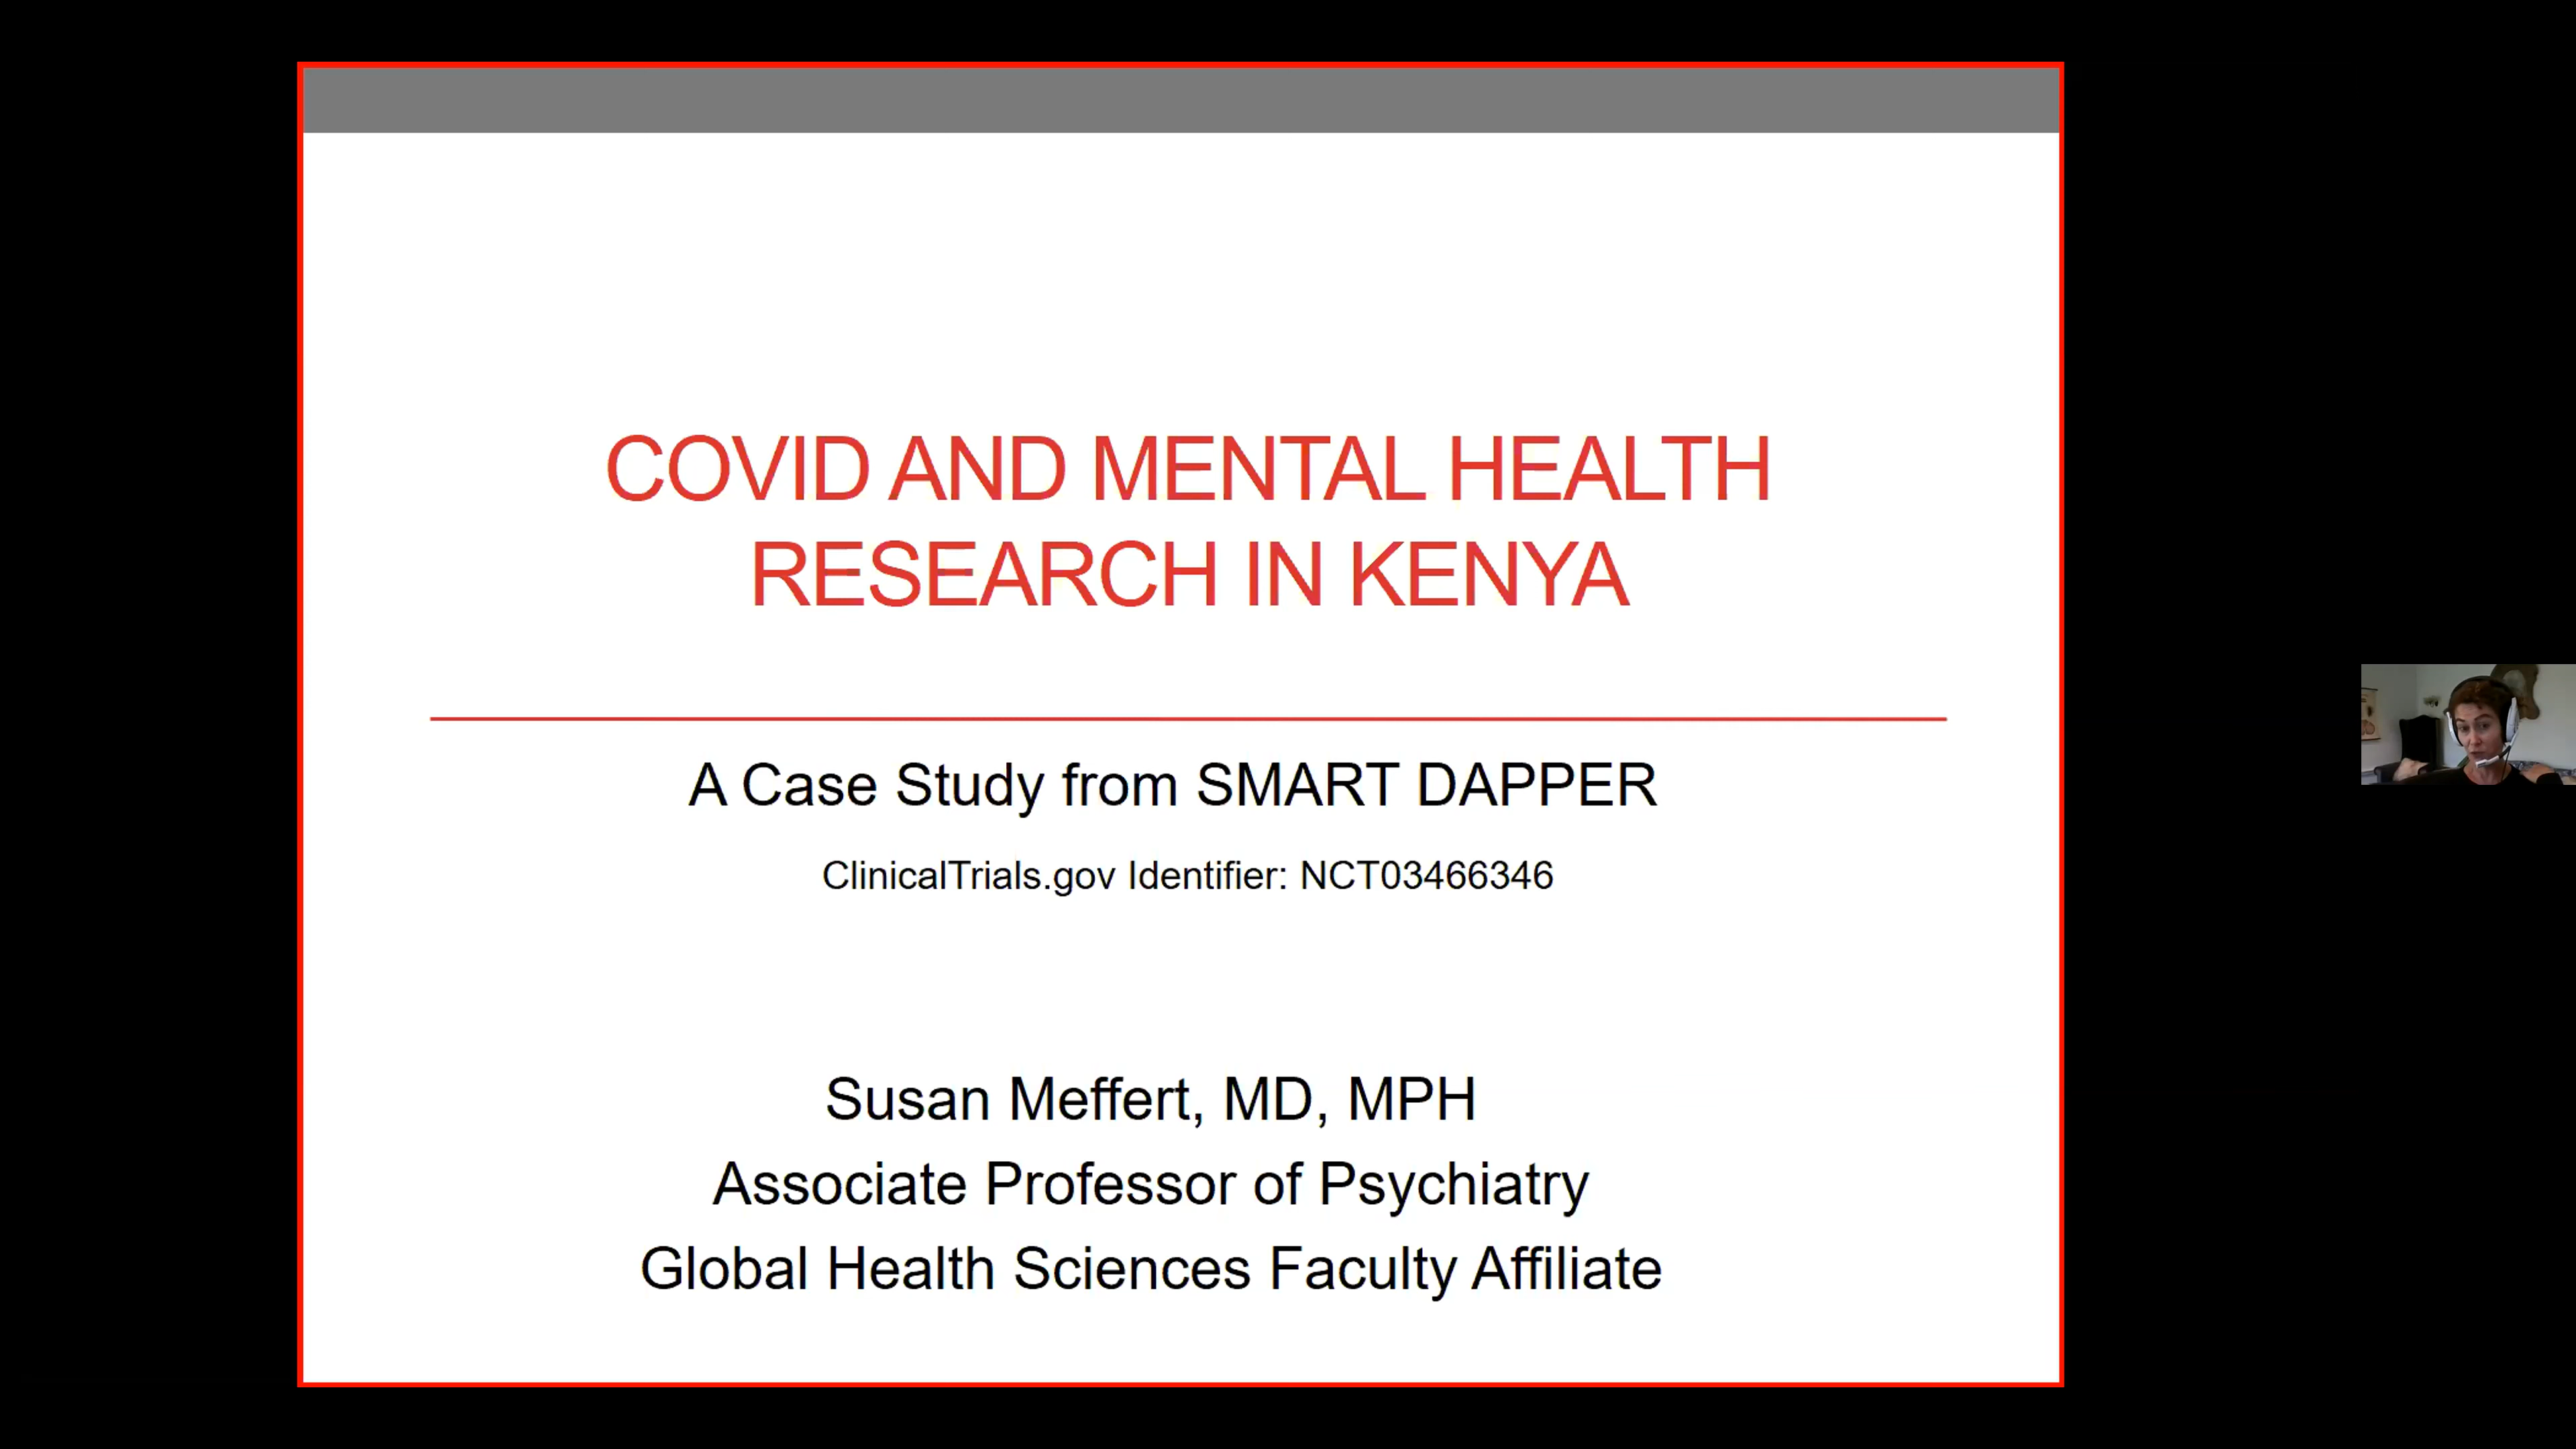 COVID AND MENTAL HEALTH
RESEARCH IN KENYA
A Case Study from SMART DAPPER
ClinicalTrials.gov Identifier: NCT03466346
Susan Meffert, MD, MPH
Associate Professor of Psychiatry
Global Health Sciences Faculty Affiliate